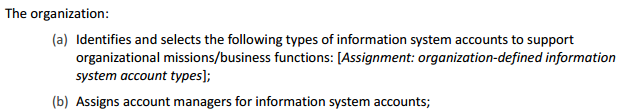 The organization:
(a) Identifies and selects the following types of information system accounts to support
organizational missions/business functions: [Assignment: organization-defined information
system account types];
(b) Assigns account managers for information system accounts;